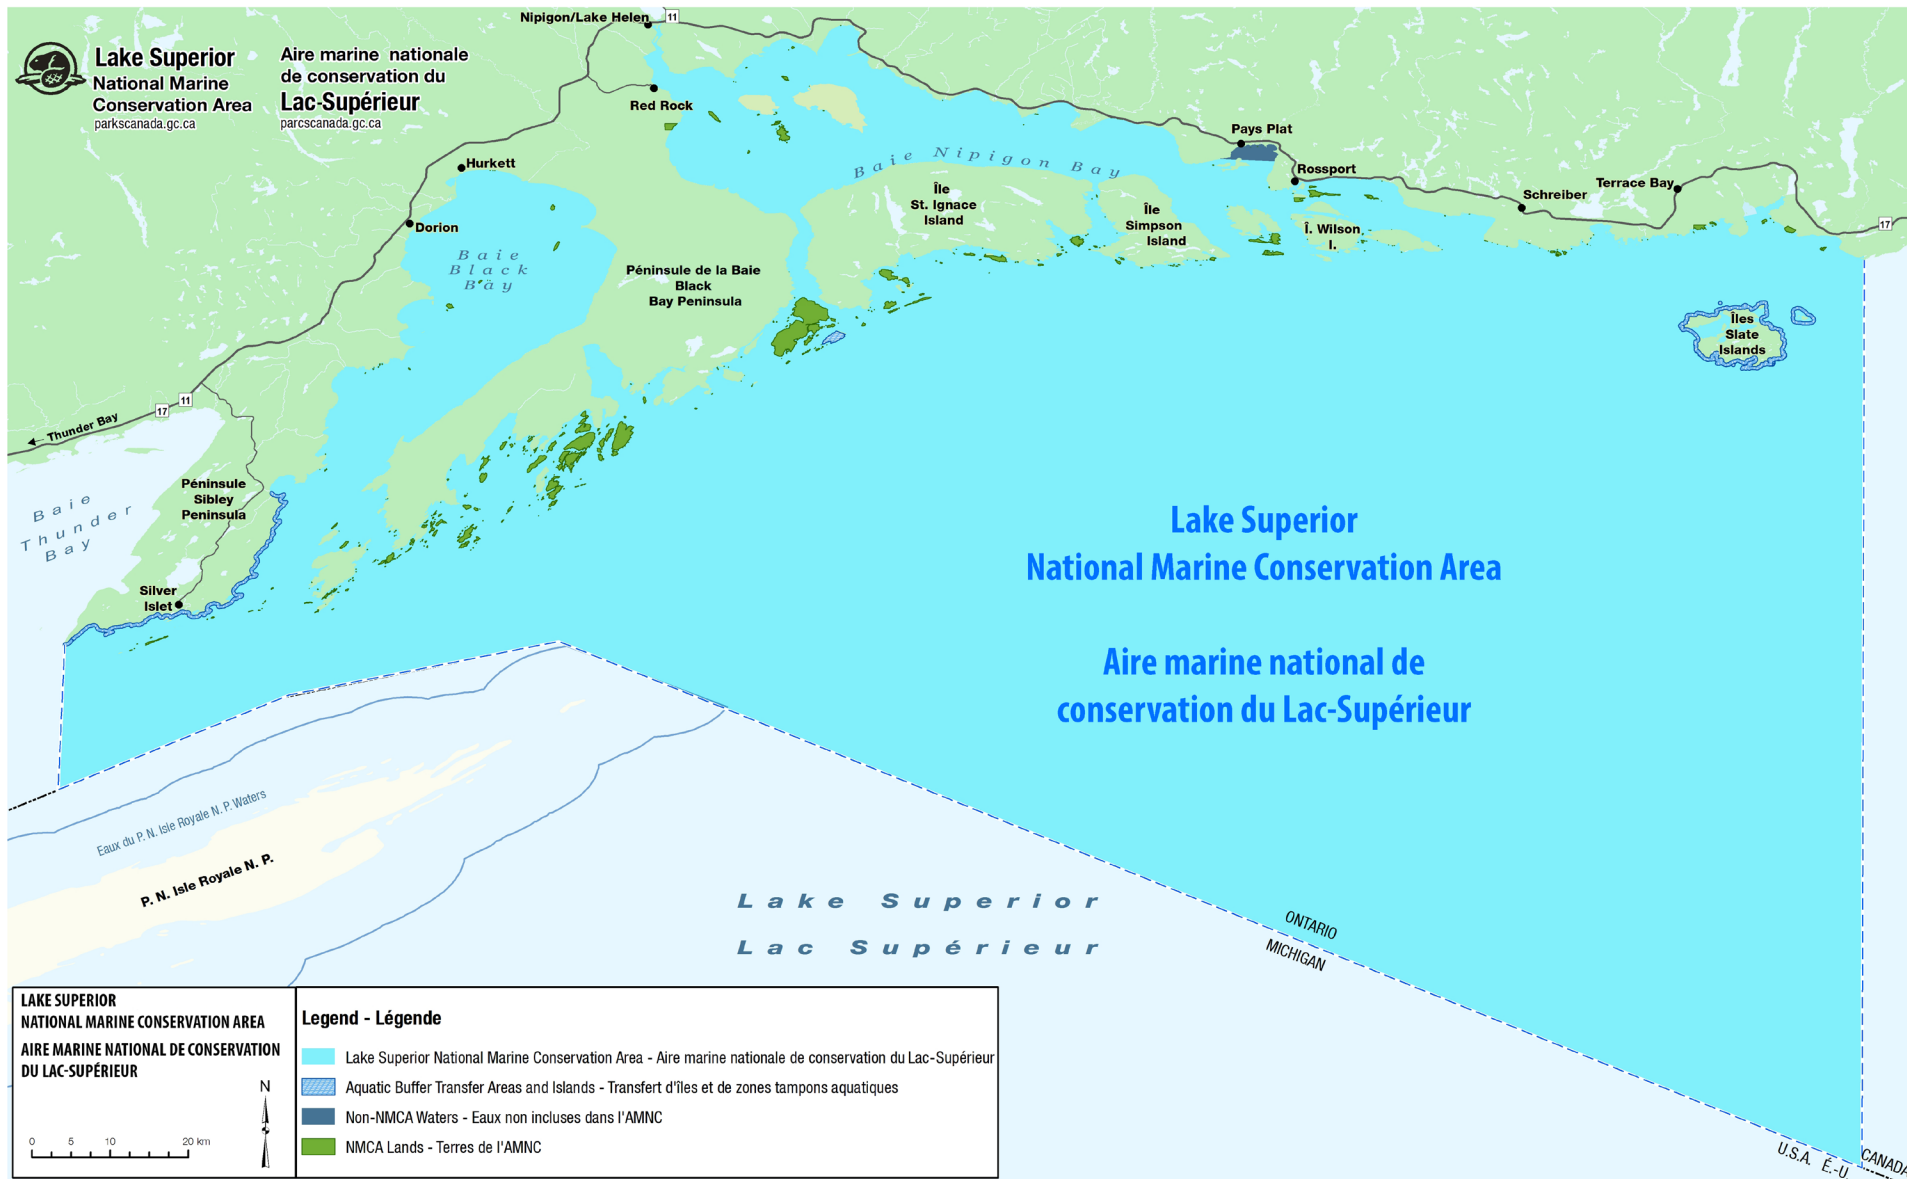 Lake Superior
National Marine
Conservation Area
parkscanada.gc.ca
Aire marine nationale
de conservation du
Lac-Supérieur
parcscanada.gc.ca
Nipigon/Lake Helen
11
Red Rock
Hurkett
Dorion
Baie
Black
Bay
Péninsule de la Baie
Black
Bay Peninsula
Baie Nipigon Bay
Île
St. Ignace
Island
Île
Simpson
Island
Pays Plat
Rossport
Î. Wilson
I.
Schreiber
Terrace Bay
17
Îles
Slate
Islands
17
11
Thunder Bay
Baie
Thunder
Bay
Péninsule
Sibley
Peninsula
Silver
Islet
Lake Superior
National Marine Conservation Area
Aire marine national de
conservation du Lac-Supérieur
Eaux du P. N. Isle Royale N. P. Waters
P. N. Isle Royale N. P.
Lake Superior
Lac Supérieur
ONTARIO
MICHIGAN
U.S.A. É.-U.
CANADA
LAKE SUPERIOR
NATIONAL MARINE CONSERVATION AREA
AIRE MARINE NATIONAL DE CONSERVATION
DU LAC-SUPÉRIEUR
N
0 5 10 20 km
Legend - Légende
Lake Superior National Marine Conservation Area - Aire marine nationale de conservation du Lac-Supérieur
Aquatic Buffer Transfer Areas and Islands - Transfert d'îles et de zones tampons aquatiques
Non-NMCA Waters - Eaux non incluses dans l'AMNC
NMCA Lands - Terres de l'AMNC